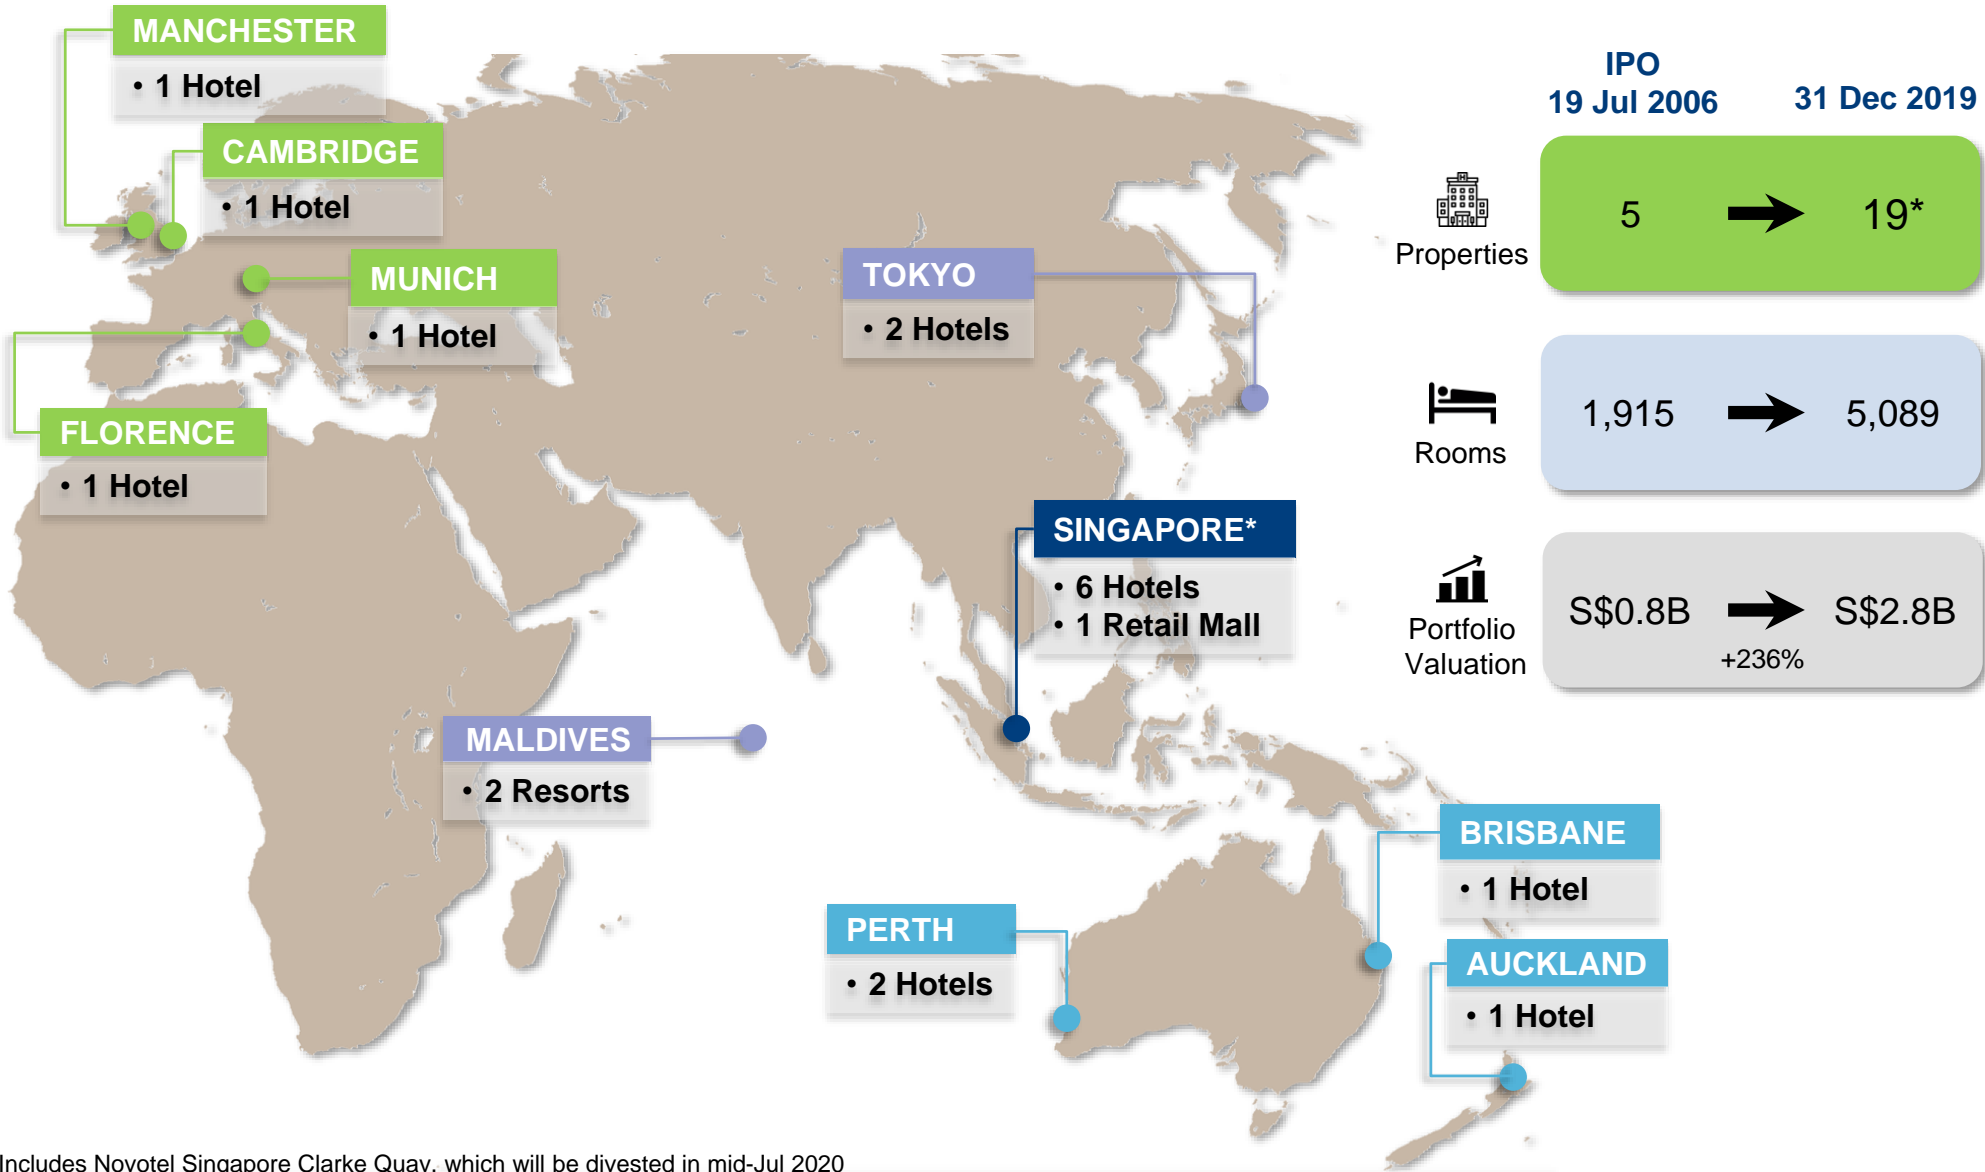 MANCHESTER
• 1 Hotel
CAMBRIDGE
• 1 Hotel
MUNICH
• 1 Hotel
FLORENCE
• 1 Hotel
TOKYO
• 2 Hotels
SINGAPORE*
• 6 Hotels
• 1 Retail Mall
MALDIVES
• 2 Resorts
PERTH
• 2 Hotels
BRISBANE
• 1 Hotel
AUCKLAND
• 1 Hotel
IPO
19 Jul 2006
31 Dec 2019
Properties
5 19*
Rooms
1,915 5,089
Portfolio
Valuation
S$0.8B S$2.8B
+236%
Includes Novotel Singapore Clarke Quay, which will be divested in mid-Jul 2020